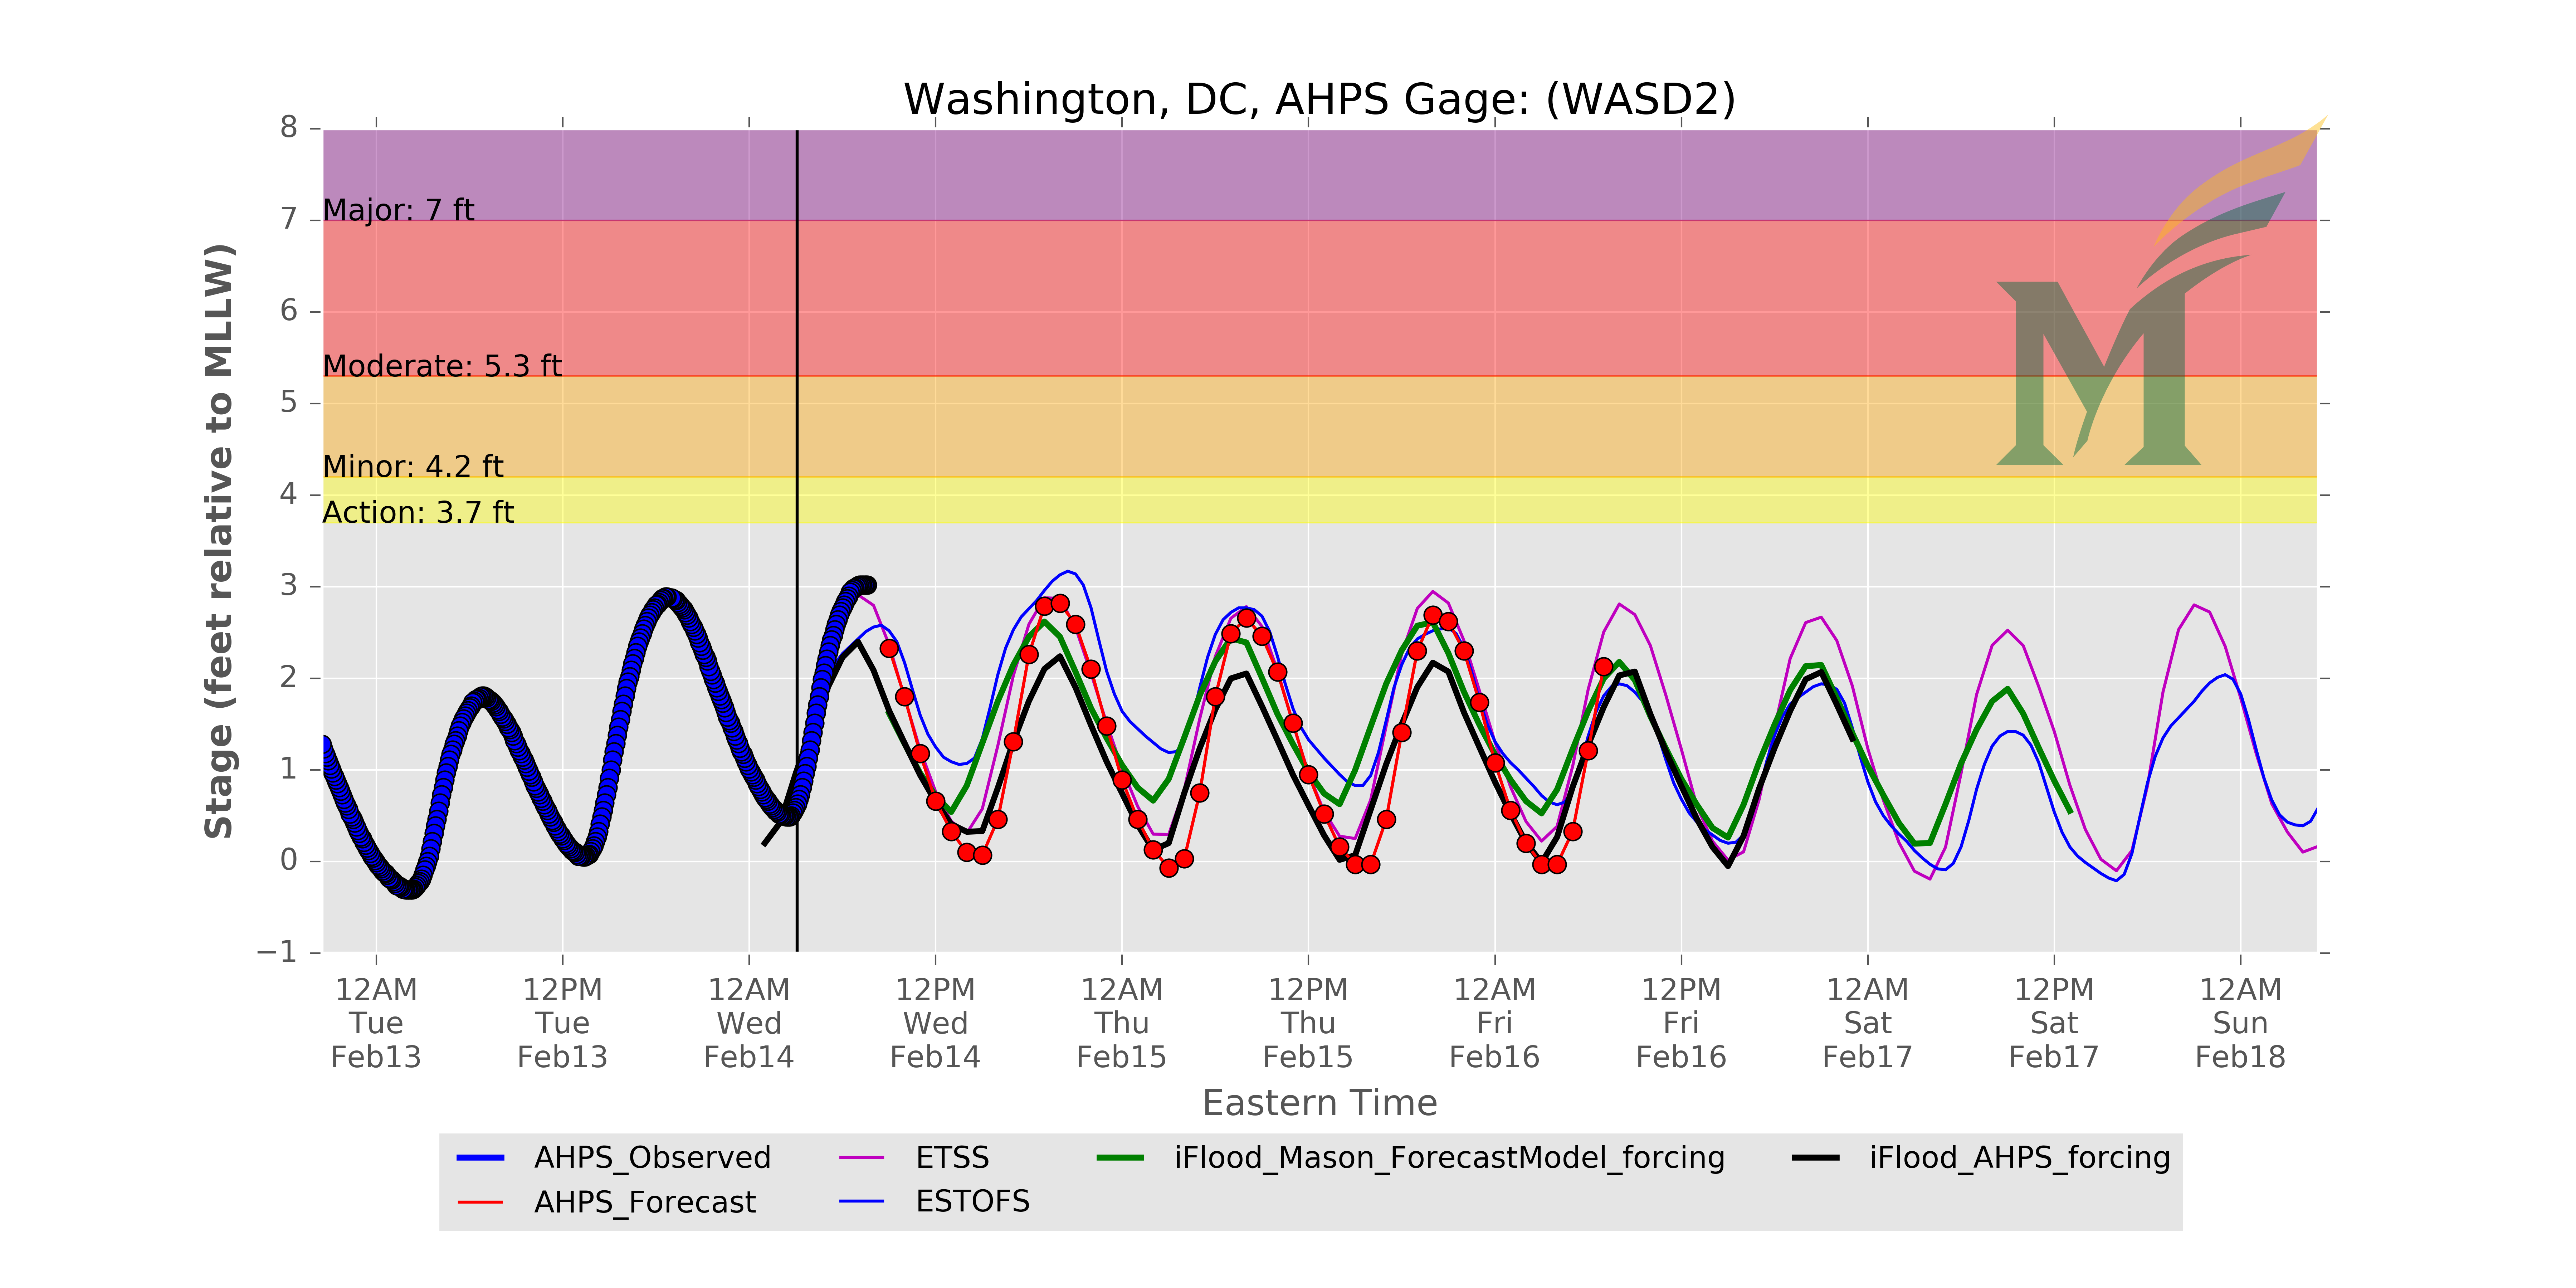 Washington, DC, AHPS Gage: (WASD2)
8
7
6
5
4
3
2
1
0
−1
Stage (feet relative to MLLW)
Major: 7 ft
Moderate: 5.3 ft
Minor: 4.2 ft
Action: 3.7 ft
M
12AM 12PM 12AM 12PM 12AM 12PM 12AM 12PM 12AM 12PM 12AM
Tue Tue Wed Wed Thu Thu Fri Fri Sat Sat Sun
Feb13 Feb13 Feb14 Feb14 Feb15 Feb15 Feb16 Feb16 Feb17 Feb17 Feb18
Eastern Time
AHPS_Observed ETSS iFlood_Mason_ForecastModel_forcing iFlood_AHPS_forcing
AHPS_Forecast ESTOFS